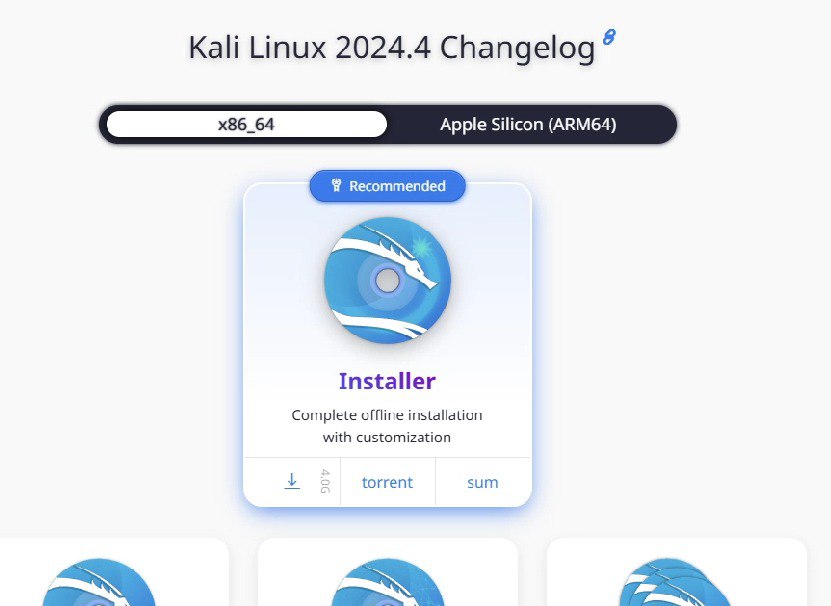 Kali Linux 2024.4 Changelog
x86_64
Apple Silicon (ARM64)
Recommended
Installer
Complete offline installation
with customization
4.0G
torrent
sum